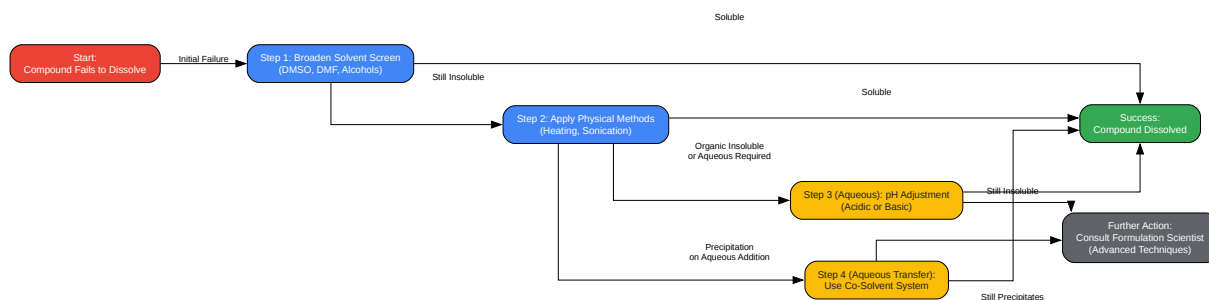 Soluble
Start:
Compound Fails to Dissolve
Initial Failure
Step 1: Broaden Solvent Screen
(DMSO, DMF, Alcohols)
Still Insoluble
Soluble
Step 2: Apply Physical Methods
(Heating, Sonication)
Success:
Compound Dissolved
Organic Insoluble
or Aqueous Required
Step 3 (Aqueous): pH Adjustment
(Acidic or Basic)
Still Insoluble
Further Action:
Consult Formulation Scientist
(Advanced Techniques)
Precipitation
on Aqueous Addition
Step 4 (Aqueous Transfer):
Use Co-Solvent System
Still Precipitates